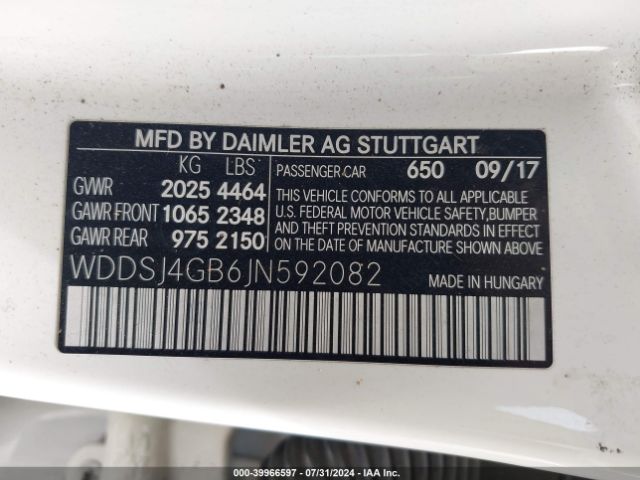 MFD BY DAIMLER AG STUTTGART
KG LBS
GVWR 2025 4464
GAWR FRONT 1065 2348
GAWR REAR 975 2150
PASSENGER CAR 650 09/17
THIS VEHICLE CONFORMS TO ALL APPLICABLE
U.S. FEDERAL MOTOR VEHICLE SAFETY, BUMPER
AND THEFT PREVENTION STANDARDS IN EFFECT
ON THE DATE OF MANUFACTURE SHOWN ABOVE.
WDDSJ4GB6JN592082 MADE IN HUNGARY
000-39966597 - 07/31/2024 - IAA Inc.